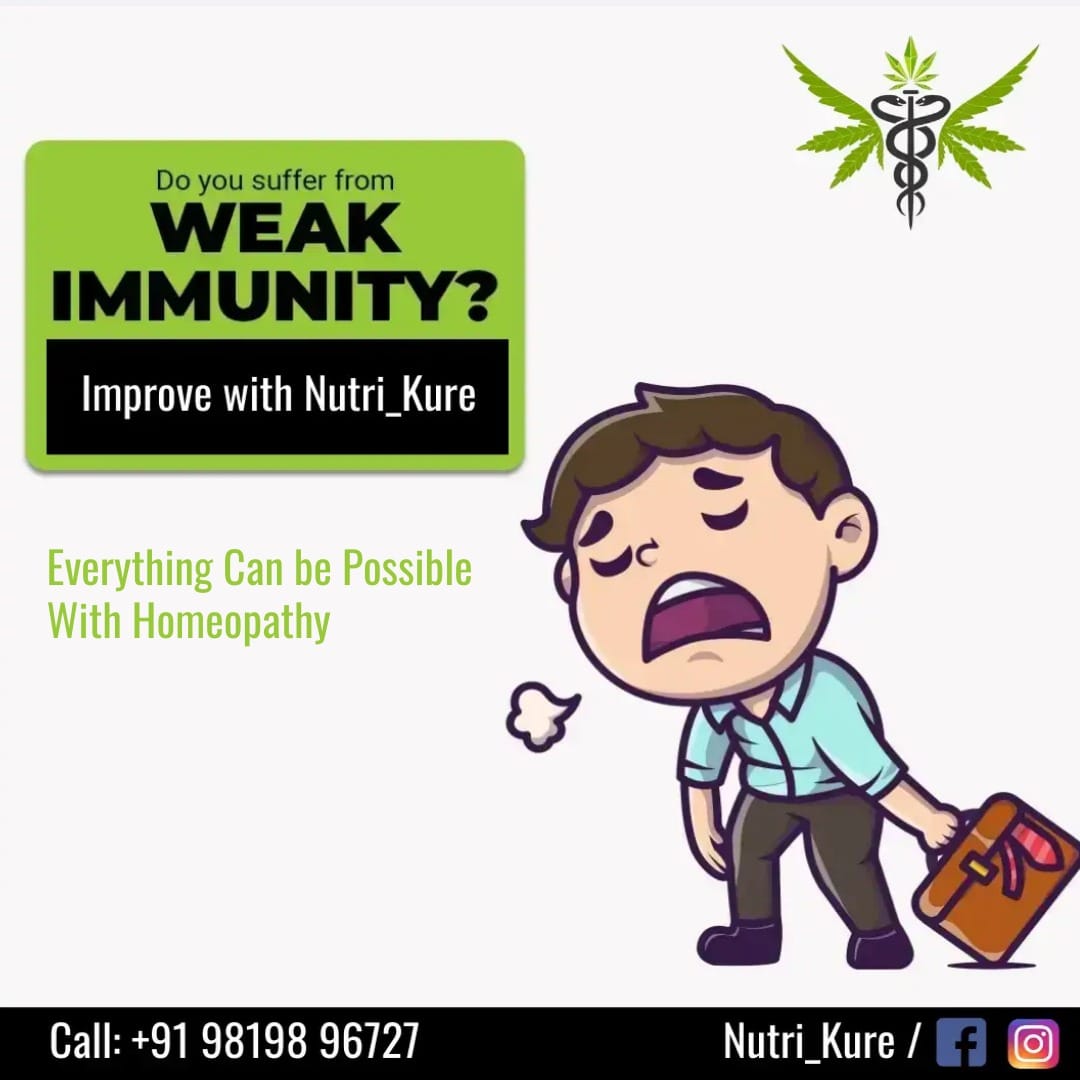 Do you suffer from
WEAK
IMMUNITY?
Improve with Nutri_Kure
Everything Can be Possible
With Homeopathy
Call: +91 98198 96727
Nutri_Kure /